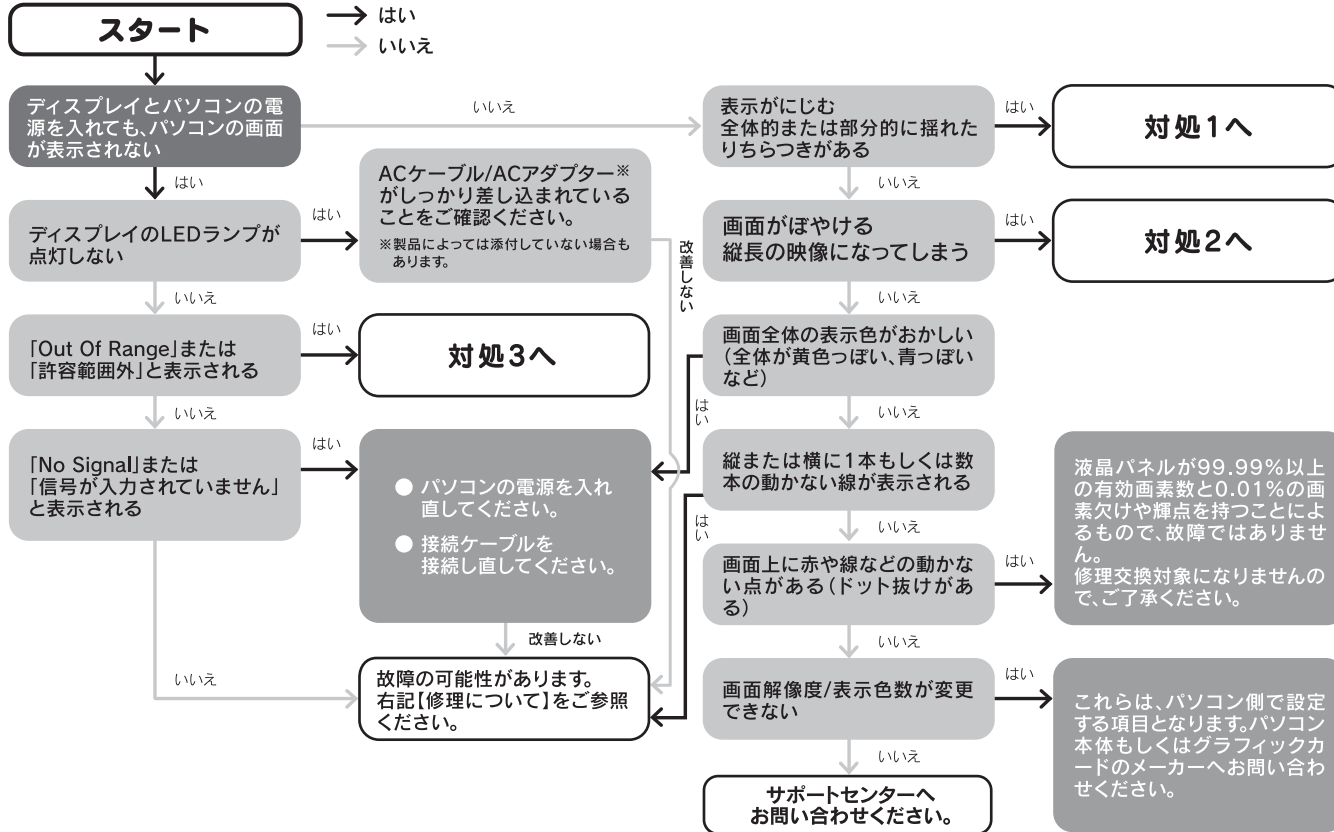 スタート
はい
いいえ
ディスプレイとパソコンの電
源を入れても、パソコンの画面
が表示されない
はい
ディスプレイのLEDランプが
点灯しない
はい
ACケーブル/ACアダプター※
がしっかり差し込まれている
ことをご確認ください。
※製品によっては添付していない場合も
あります。
改善しない
いいえ
「Out Of Range」または
「許容範囲外」と表示される
はい
対処3へ
いいえ
「No Signal」または
「信号が入力されていません」
と表示される
はい
● パソコンの電源を入れ
直してください。
● 接続ケーブルを
接続し直してください。
改善しない
いいえ
故障の可能性があります。
右記【修理について】をご参照
ください。
いいえ
表示がにじむ
全体的または部分的に揺れた
りちらつきがある
はい
対処1へ
いいえ
画面がぼやける
縦長の映像になってしまう
はい
対処2へ
いいえ
画面全体の表示色がおかしい
(全体が黄色っぽい、青っぽい
など)
はい
いいえ
縦または横に1本もしくは数
本の動かない線が表示される
はい
いいえ
画面上に赤や線などの動かな
い点がある(ドット抜けがあ
る)
はい
液晶パネルが99.99%以上
の有効画素数と0.01%の画
素欠けや輝点を持つことによ
るもので、故障ではありませ
ん。
修理交換対象になりませんの
で、ご了承ください。
いいえ
画面解像度/表示色数が変更
できない
はい
これらは、パソコン側で設定
する項目となります。パソコン
本体もしくはグラフィックカ
ードのメーカーへお問い合わ
せください。
いいえ
サポートセンターへ
お問い合わせください。